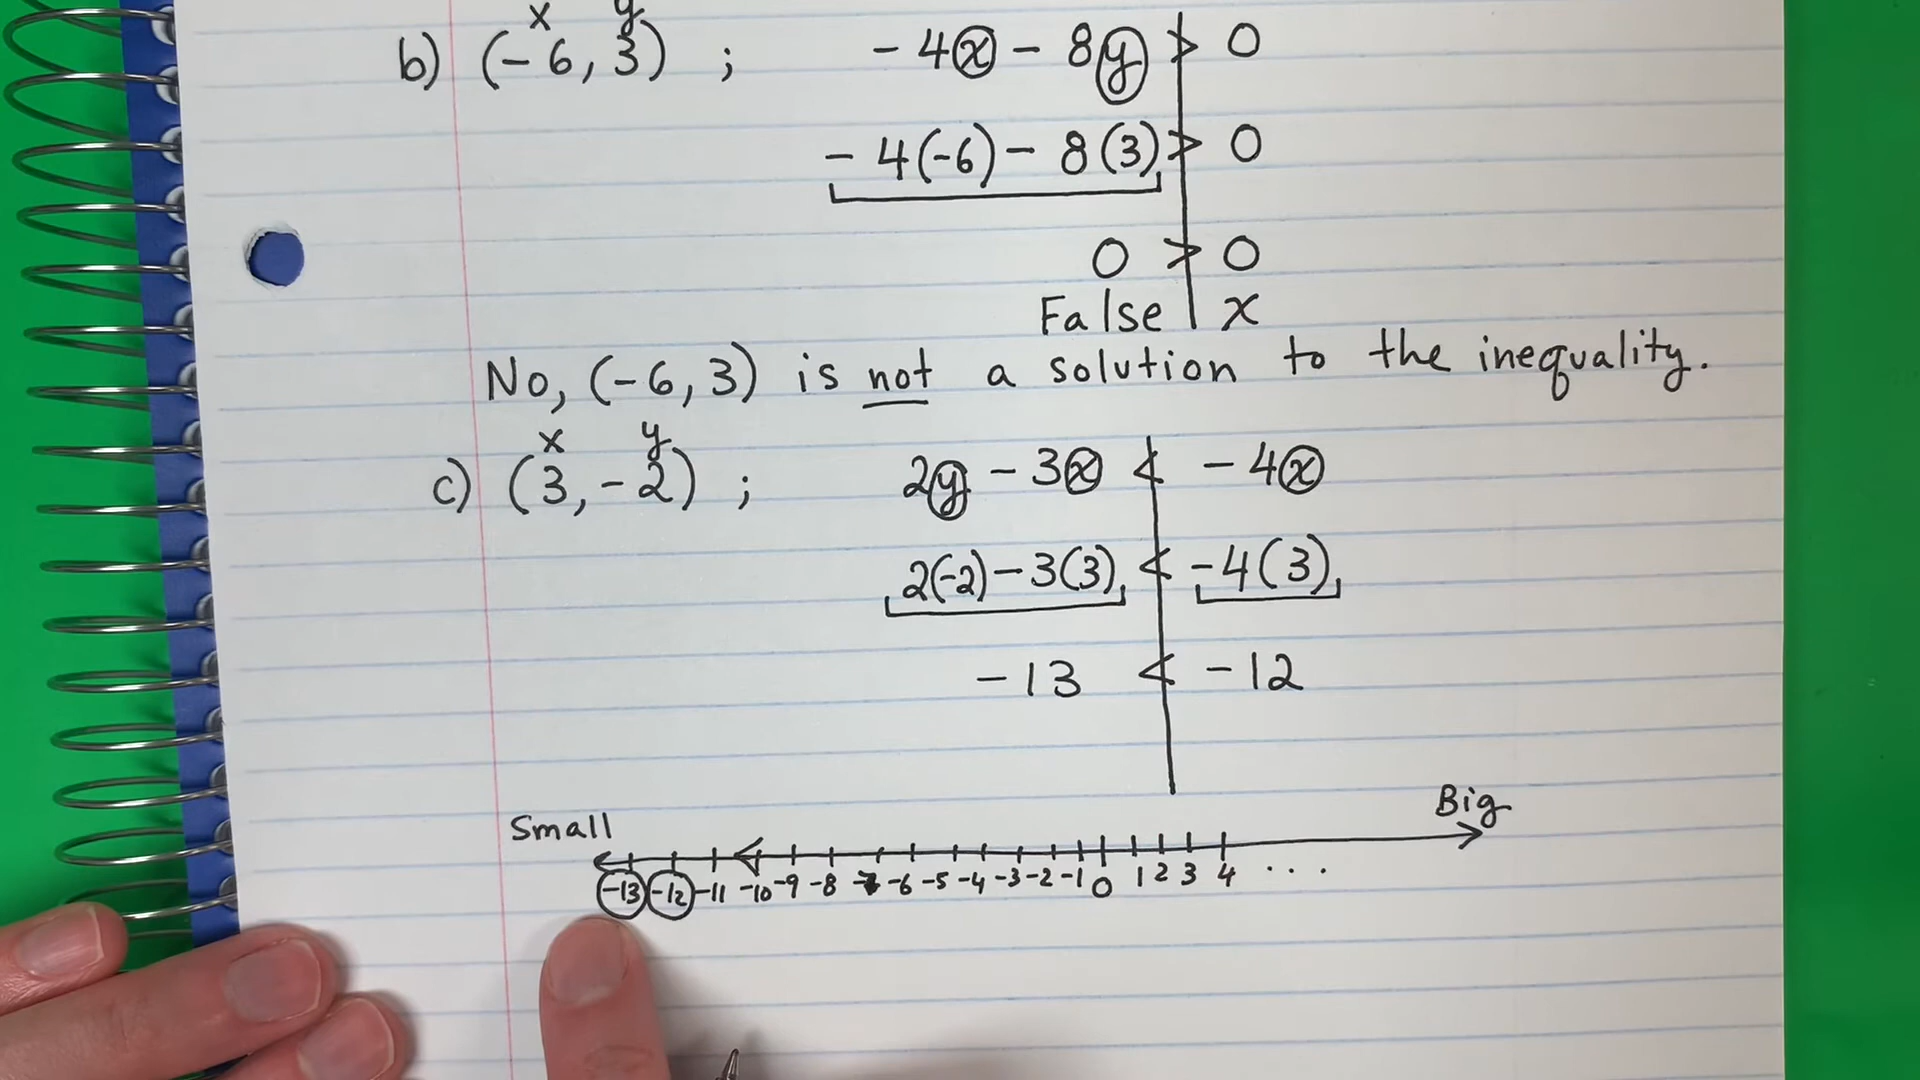 x y
b) (-6, 3) ; -4x - 8y > 0
-4(-6) - 8(3) > 0
0 > 0
False x
No, (-6, 3) is not a solution to the inequality.
x y
c) (3, -2) ; 2y - 3x < -4x
2(-2) - 3(3) < -4(3)
-13 < -12
Small Big
-13 -12 -11 -10 -9 -8 -7 -6 -5 -4 -3 -2 -1 0 1 2 3 4 . . .